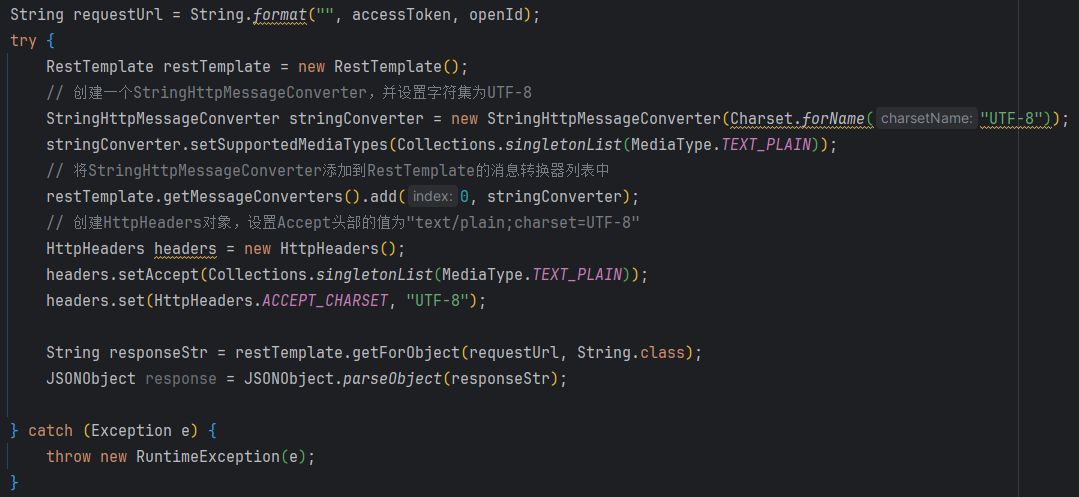 String requestUrl = String.format("", accessToken, openId);
try {
    RestTemplate restTemplate = new RestTemplate();
    // 创建一个StringHttpMessageConverter，并设置字符集为UTF-8
    StringHttpMessageConverter stringConverter = new StringHttpMessageConverter(Charset.forName( charsetName: "UTF-8"));
    stringConverter.setSupportedMediaTypes(Collections.singletonList(MediaType.TEXT_PLAIN));
    // 将StringHttpMessageConverter添加到RestTemplate的消息转换器列表中
    restTemplate.getMessageConverters().add( index: 0, stringConverter);
    // 创建HttpHeaders对象，设置Accept头部的值为"text/plain;charset=UTF-8"
    HttpHeaders headers = new HttpHeaders();
    headers.setAccept(Collections.singletonList(MediaType.TEXT_PLAIN));
    headers.set(HttpHeaders.ACCEPT_CHARSET, "UTF-8");

    String responseStr = restTemplate.getForObject(requestUrl, String.class);
    JSONObject response = JSONObject.parseObject(responseStr);

} catch (Exception e) {
    throw new RuntimeException(e);
}